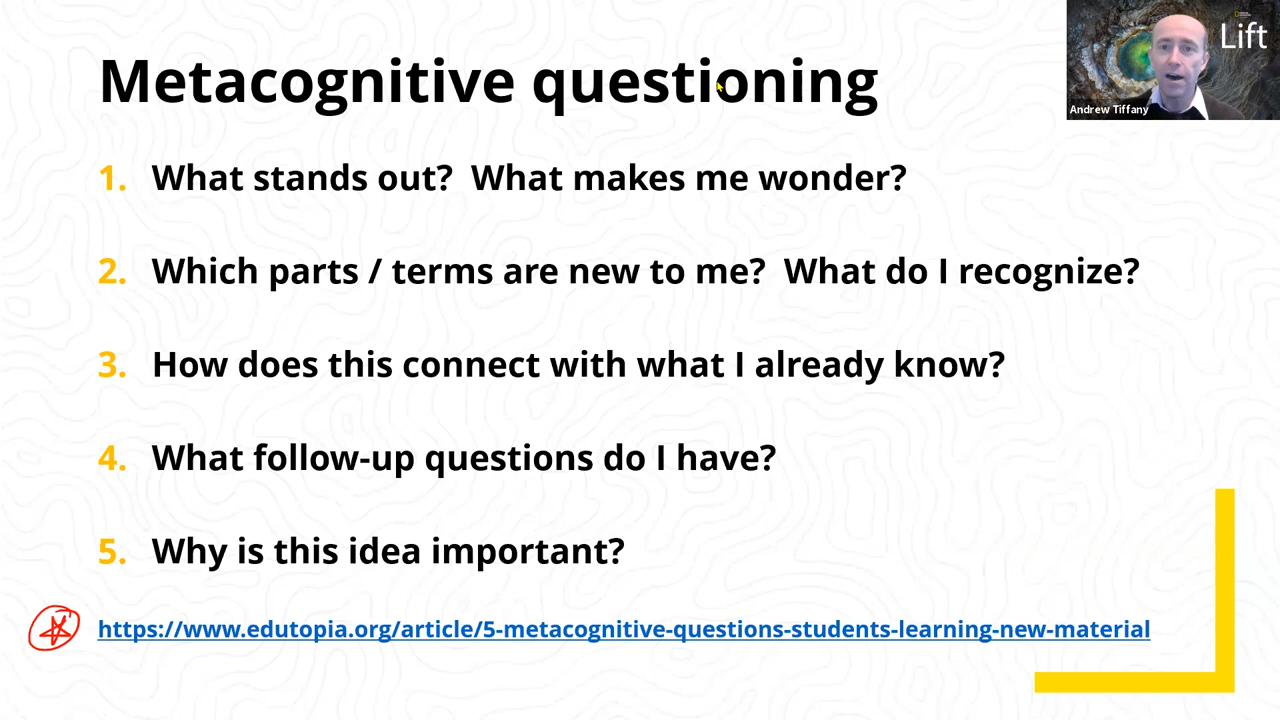 Metacognitive questioning
Lift
Andrew Tiffany
1. What stands out?  What makes me wonder?
2. Which parts / terms are new to me?  What do I recognize?
3. How does this connect with what I already know?
4. What follow-up questions do I have?
5. Why is this idea important?
https://www.edutopia.org/article/5-metacognitive-questions-students-learning-new-material